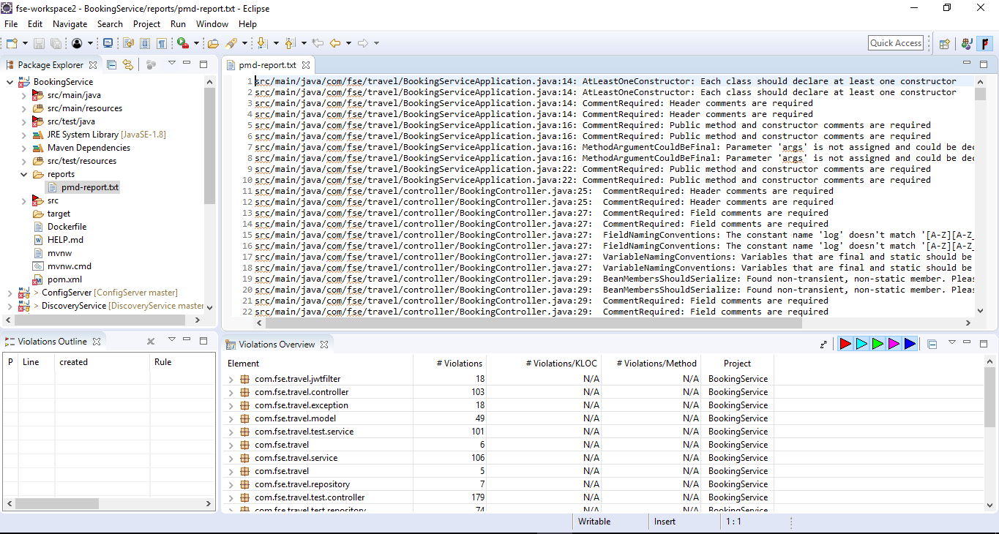 fse-workspace2 - BookingService/reports/pmd-report.txt - Eclipse
File Edit Navigate Search Project Run Window Help
Quick Access
Package Explorer
BookingService
src/main/java
src/main/resources
src/test/java
JRE System Library [JavaSE-1.8]
Maven Dependencies
src/test/resources
reports
pmd-report.txt
src
target
Dockerfile
HELP.md
mvnw
mvnw.cmd
pom.xml
> ConfigServer [ConfigServer master]
> DiscoveryService [DiscoveryService master
pmd-report.txt
1 src/main/java/com/fse/travel/BookingServiceApplication.java:14: AtLeastOneConstructor: Each class should declare at least one constructor
2 src/main/java/com/fse/travel/BookingServiceApplication.java:14: AtLeastOneConstructor: Each class should declare at least one constructor
3 src/main/java/com/fse/travel/BookingServiceApplication.java:14: CommentRequired: Header comments are required
4 src/main/java/com/fse/travel/BookingServiceApplication.java:14: CommentRequired: Header comments are required
5 src/main/java/com/fse/travel/BookingServiceApplication.java:16: CommentRequired: Public method and constructor comments are required
6 src/main/java/com/fse/travel/BookingServiceApplication.java:16: CommentRequired: Public method and constructor comments are required
7 src/main/java/com/fse/travel/BookingServiceApplication.java:16: MethodArgumentCouldBeFinal: Parameter 'args' is not assigned and could be dec
8 src/main/java/com/fse/travel/BookingServiceApplication.java:16: MethodArgumentCouldBeFinal: Parameter 'args' is not assigned and could be dec
9 src/main/java/com/fse/travel/BookingServiceApplication.java:22: CommentRequired: Public method and constructor comments are required
10 src/main/java/com/fse/travel/BookingServiceApplication.java:22: CommentRequired: Public method and constructor comments are required
11 src/main/java/com/fse/travel/controller/BookingController.java:25: CommentRequired: Header comments are required
12 src/main/java/com/fse/travel/controller/BookingController.java:25: CommentRequired: Header comments are required
13 src/main/java/com/fse/travel/controller/BookingController.java:27: CommentRequired: Field comments are required
14 src/main/java/com/fse/travel/controller/BookingController.java:27: CommentRequired: Field comments are required
15 src/main/java/com/fse/travel/controller/BookingController.java:27: FieldNamingConventions: The constant name 'log' doesn't match '[A-Z][A-Z_
16 src/main/java/com/fse/travel/controller/BookingController.java:27: FieldNamingConventions: The constant name 'log' doesn't match '[A-Z][A-Z_
17 src/main/java/com/fse/travel/controller/BookingController.java:27: VariableNamingConventions: Variables that are final and static should be
18 src/main/java/com/fse/travel/controller/BookingController.java:27: VariableNamingConventions: Variables that are final and static should be
19 src/main/java/com/fse/travel/controller/BookingController.java:29: BeanMembersShouldSerialize: Found non-transient, non-static member. Pleas
20 src/main/java/com/fse/travel/controller/BookingController.java:29: BeanMembersShouldSerialize: Found non-transient, non-static member. Pleas
21 src/main/java/com/fse/travel/controller/BookingController.java:29: CommentRequired: Field comments are required
22 src/main/java/com/fse/travel/controller/BookingController.java:29: CommentRequired: Field comments are required
Violations Outline
P Line created Rule
Violations Overview
Element # Violations # Violations/KLOC # Violations/Method Project
com.fse.travel.jwtfilter 18 N/A N/A BookingService
com.fse.travel.controller 103 N/A N/A BookingService
com.fse.travel.exception 18 N/A N/A BookingService
com.fse.travel.model 49 N/A N/A BookingService
com.fse.travel.test.service 101 N/A N/A BookingService
com.fse.travel 6 N/A N/A BookingService
com.fse.travel.service 106 N/A N/A BookingService
com.fse.travel 5 N/A N/A BookingService
com.fse.travel.repository 7 N/A N/A BookingService
com.fse.travel.test.controller 179 N/A N/A BookingService
com.fse.travel.test.repository 74 N/A N/A BookingService
Writable Insert 1 : 1